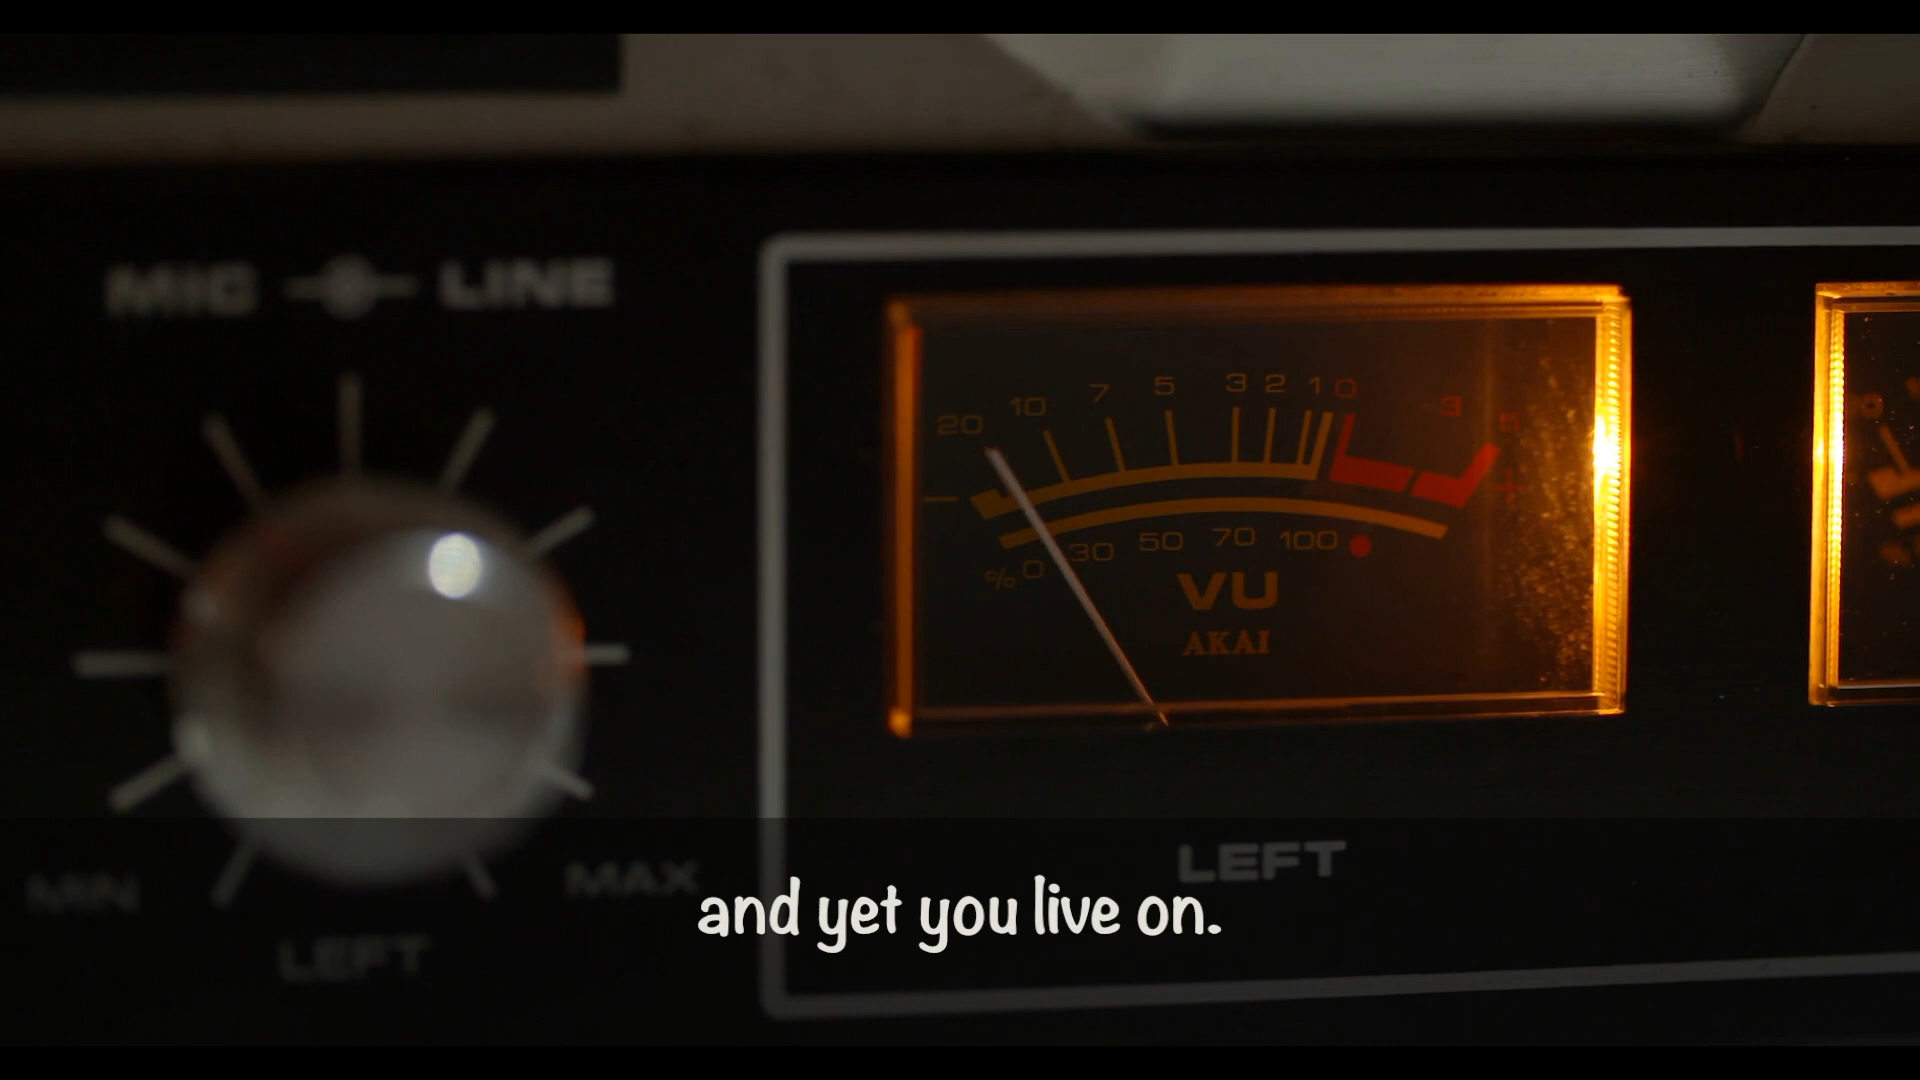 MIC LINE
20 10 7 5 3 2 1 0 3 5
- +
% 0 30 50 70 100
VU
AKAI
LEFT
MIN MAX
LEFT
and yet you live on.